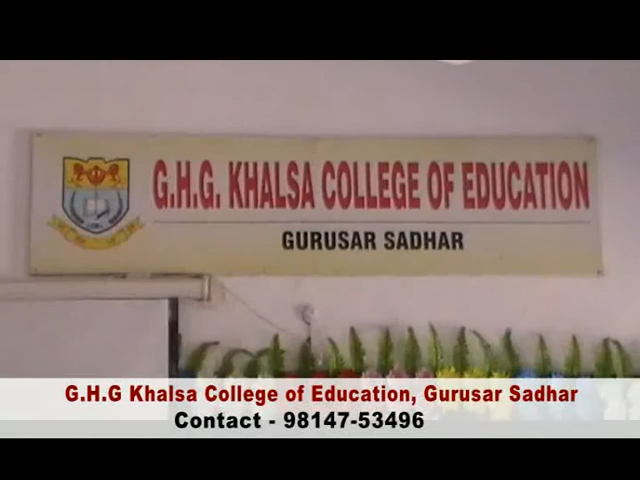 G.H.G. KHALSA COLLEGE OF EDUCATION
GURUSAR SADHAR
G.H.G Khalsa College of Education, Gurusar Sadhar
Contact - 98147-53496